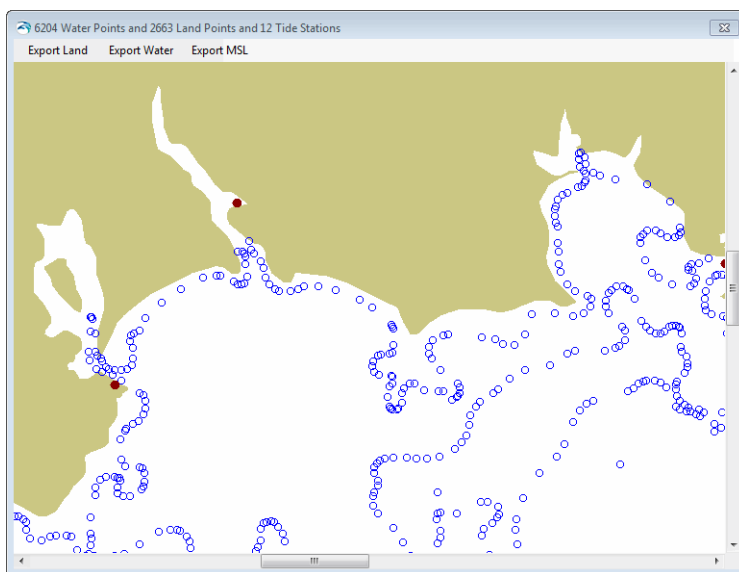 6204 Water Points and 2663 Land Points and 12 Tide Stations
Export Land Export Water Export MSL